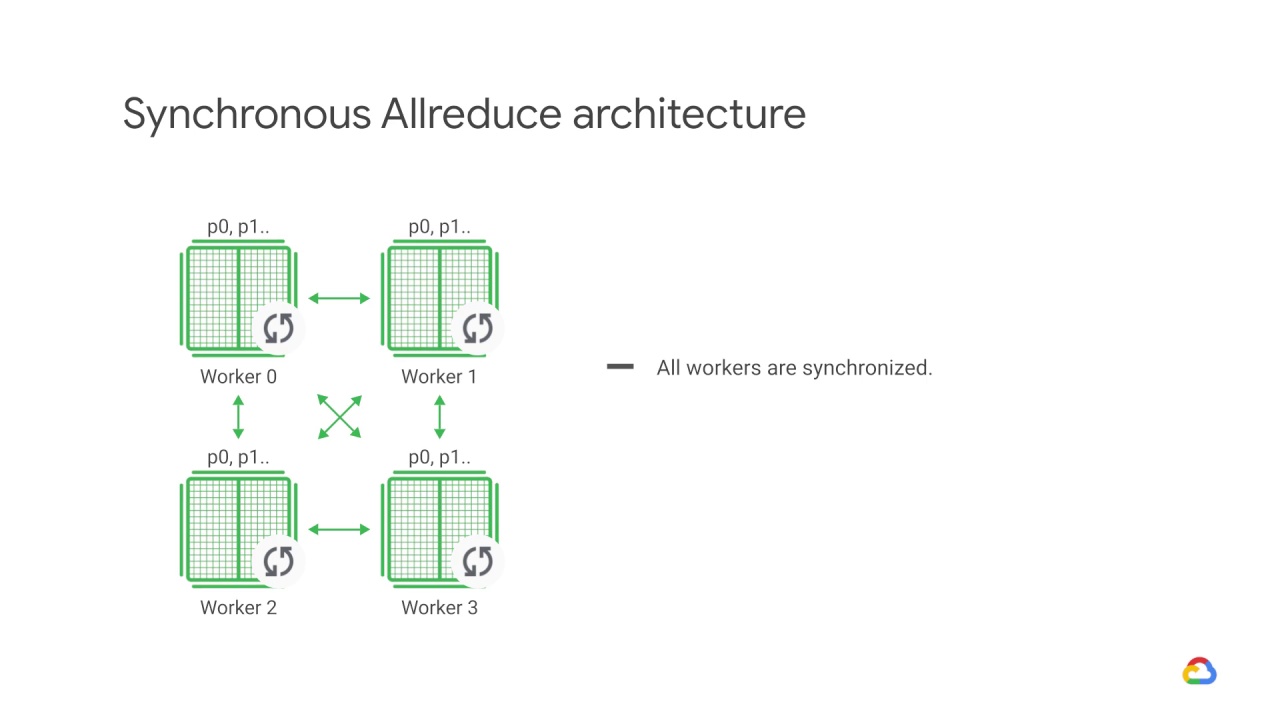 Synchronous Allreduce architecture
p0, p1..
p0, p1..
Worker 0
Worker 1
All workers are synchronized.
p0, p1..
p0, p1..
Worker 2
Worker 3